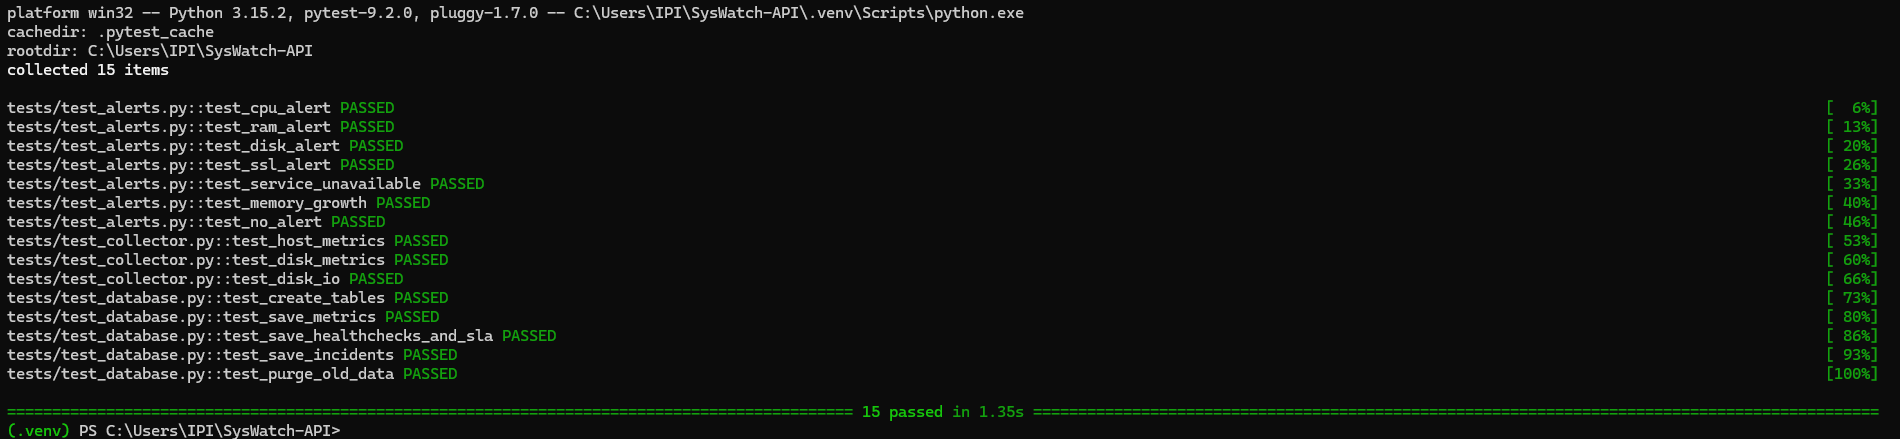 platform win32 -- Python 3.15.2, pytest-9.2.0, pluggy-1.7.0 -- C:\Users\IPI\SysWatch-API\.venv\Scripts\python.exe
cachedir: .pytest_cache
rootdir: C:\Users\IPI\SysWatch-API
collected 15 items
tests/test_alerts.py::test_cpu_alert PASSED [  6%]
tests/test_alerts.py::test_ram_alert PASSED [ 13%]
tests/test_alerts.py::test_disk_alert PASSED [ 20%]
tests/test_alerts.py::test_ssl_alert PASSED [ 26%]
tests/test_alerts.py::test_service_unavailable PASSED [ 33%]
tests/test_alerts.py::test_memory_growth PASSED [ 40%]
tests/test_alerts.py::test_no_alert PASSED [ 46%]
tests/test_collector.py::test_host_metrics PASSED [ 53%]
tests/test_collector.py::test_disk_metrics PASSED [ 60%]
tests/test_collector.py::test_disk_io PASSED [ 66%]
tests/test_database.py::test_create_tables PASSED [ 73%]
tests/test_database.py::test_save_metrics PASSED [ 80%]
tests/test_database.py::test_save_healthchecks_and_sla PASSED [ 86%]
tests/test_database.py::test_save_incidents PASSED [ 93%]
tests/test_database.py::test_purge_old_data PASSED [100%]
============================================================================================== 15 passed in 1.35s ==============================================================================================
(.venv) PS C:\Users\IPI\SysWatch-API>